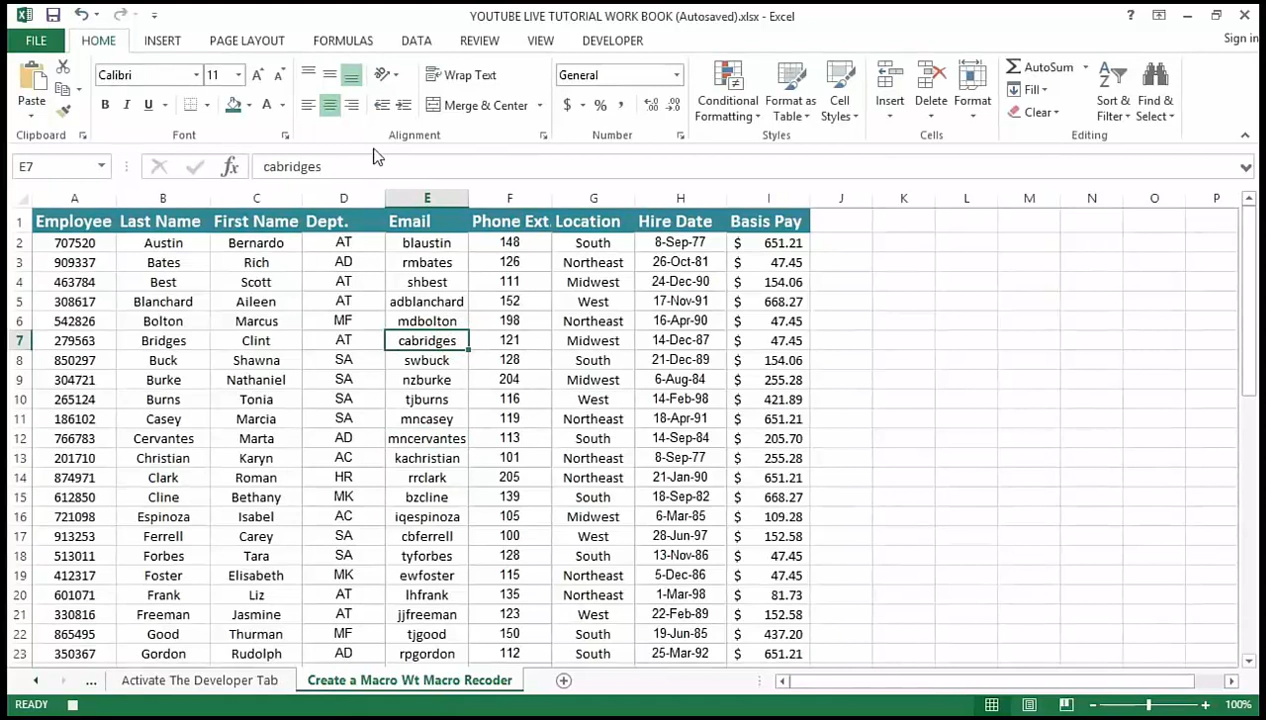 YOUTUBE LIVE TUTORIAL WORK BOOK (Autosaved).xlsx - Excel
FILE HOME INSERT PAGE LAYOUT FORMULAS DATA REVIEW VIEW DEVELOPER Sign in
Calibri 11 Wrap Text General AutoSum
Paste B I U A Merge & Center $ % , Conditional Formatting Format as Table Cell Styles Insert Delete Format Fill Clear Sort & Filter Find & Select
Clipboard Font Alignment Number Styles Cells Editing
E7 fx cabridges
A B C D E F G H I J K L M N O P
1 Employee Last Name First Name Dept. Email Phone Ext. Location Hire Date Basis Pay
2 707520 Austin Bernardo AT blaustin 148 South 8-Sep-77 $ 651.21
3 909337 Bates Rich AD rmbates 126 Northeast 26-Oct-81 $ 47.45
4 463784 Best Scott AT shbest 111 Midwest 24-Dec-90 $ 154.06
5 308617 Blanchard Aileen AT adblanchard 152 West 17-Nov-91 $ 668.27
6 542826 Bolton Marcus MF mdbolton 198 Northeast 16-Apr-90 $ 47.45
7 279563 Bridges Clint AT cabridges 121 Midwest 14-Dec-87 $ 47.45
8 850297 Buck Shawna SA swbuck 128 South 21-Dec-89 $ 154.06
9 304721 Burke Nathaniel SA nzburke 204 Midwest 6-Aug-84 $ 255.28
10 265124 Burns Tonia SA tjburns 116 West 14-Feb-98 $ 421.89
11 186102 Casey Marcia SA mncasey 119 Northeast 18-Apr-91 $ 651.21
12 766783 Cervantes Marta AD mncervantes 113 South 14-Sep-84 $ 205.70
13 201710 Christian Karyn AC kachristian 101 Northeast 8-Sep-77 $ 255.28
14 874971 Clark Roman HR rrclark 205 Northeast 21-Jan-90 $ 651.21
15 612850 Cline Bethany MK bzcline 139 South 18-Sep-82 $ 668.27
16 721098 Espinoza Isabel AC iqespinoza 105 Midwest 6-Mar-85 $ 109.28
17 913253 Ferrell Carey SA cbferrell 100 West 28-Jun-97 $ 152.58
18 513011 Forbes Tara SA tyforbes 128 South 13-Nov-86 $ 47.45
19 412317 Foster Elisabeth MK ewfoster 115 Northeast 5-Dec-86 $ 47.45
20 601071 Frank Liz AT lhfrank 135 Northeast 1-Mar-98 $ 81.73
21 330816 Freeman Jasmine AT jjfreeman 123 West 22-Feb-89 $ 152.58
22 865495 Good Thurman MF tjgood 150 South 19-Jun-85 $ 437.20
23 350367 Gordon Rudolph AD rpgordon 112 South 25-Mar-92 $ 651.21
... Activate The Developer Tab Create a Macro Wt Macro Recoder
READY 100%